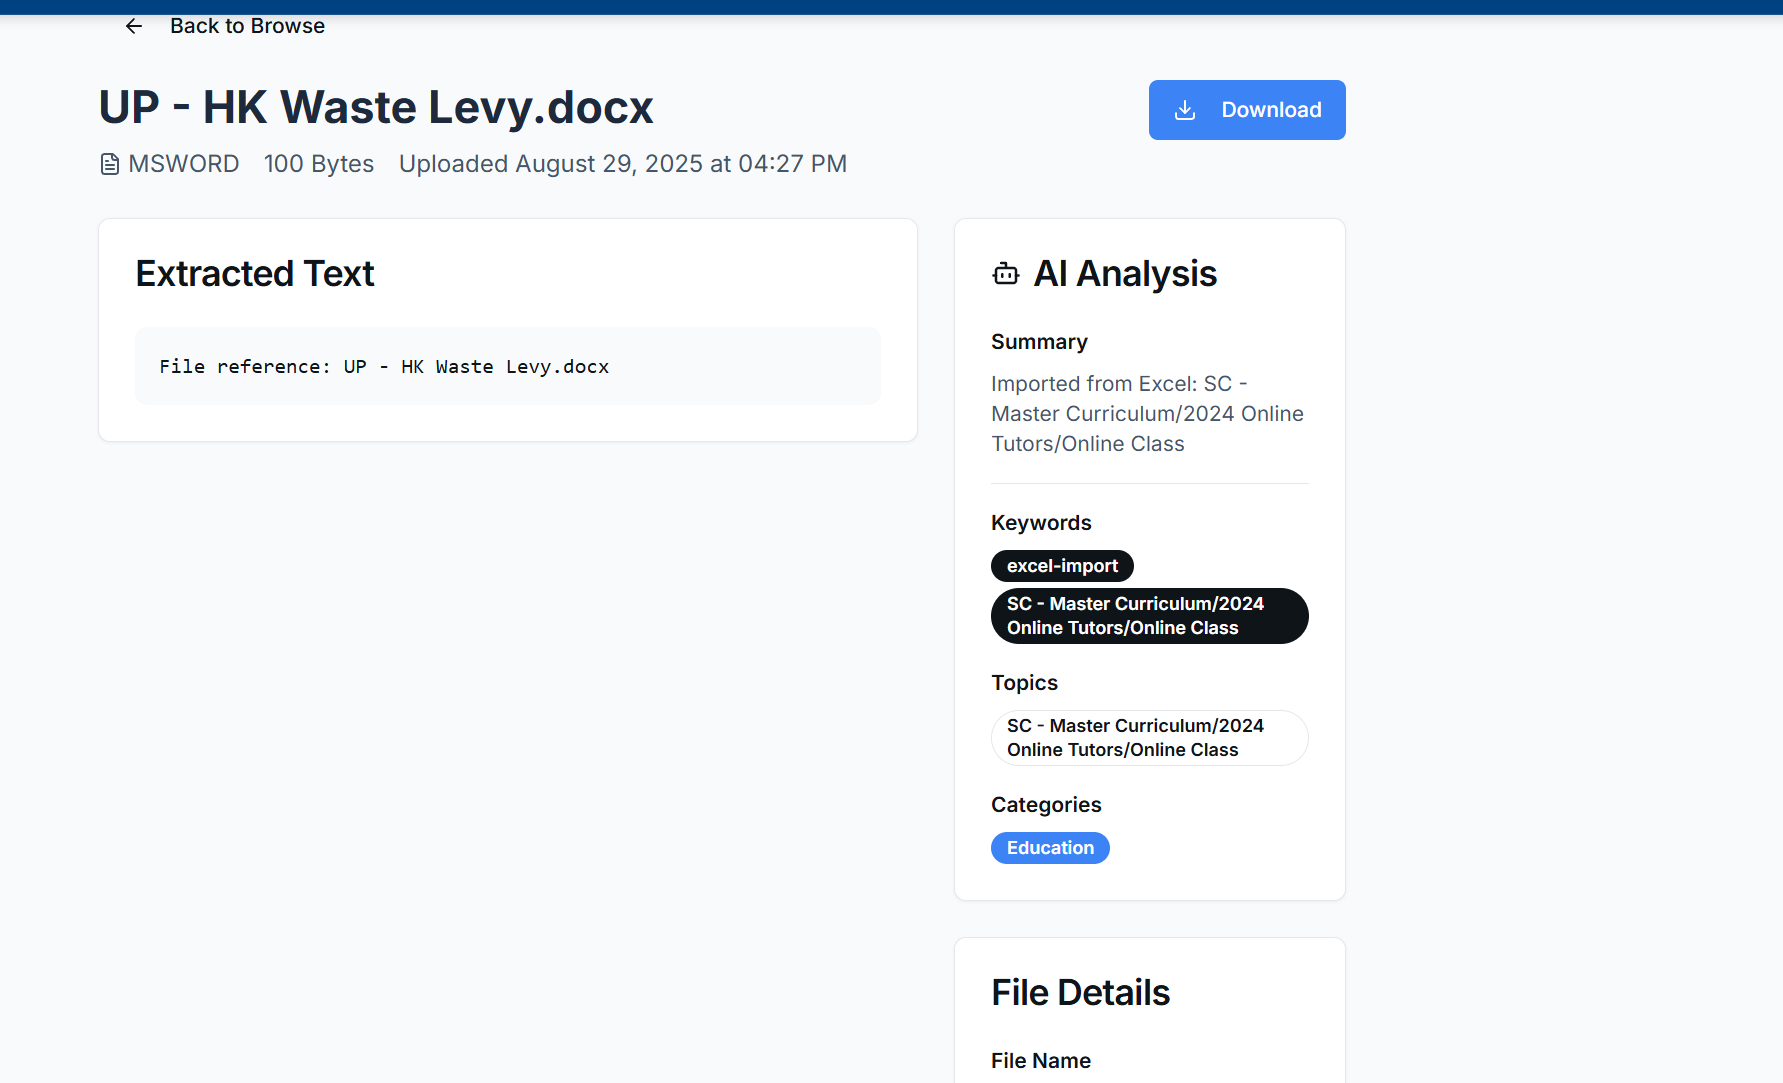 Back to Browse
UP - HK Waste Levy.docx
Download
MSWORD 100 Bytes Uploaded August 29, 2025 at 04:27 PM
Extracted Text
File reference: UP - HK Waste Levy.docx
AI Analysis
Summary
Imported from Excel: SC -
Master Curriculum/2024 Online
Tutors/Online Class
Keywords
excel-import
SC - Master Curriculum/2024
Online Tutors/Online Class
Topics
SC - Master Curriculum/2024
Online Tutors/Online Class
Categories
Education
File Details
File Name